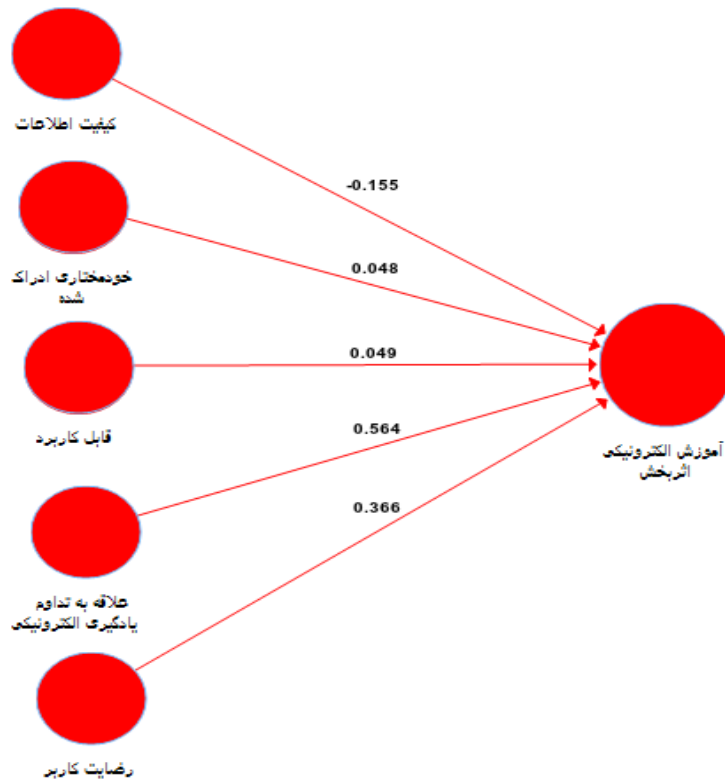 کیفیت اطلاعات
-0.155
خودمختاری ادراک
شده
0.048
قابل کاربرد
0.049
علاقه به تداوم
یادگیری الکترونیکی
0.564
رضایت کاربر
0.366
آموزش الکترونیکی
اثربخش